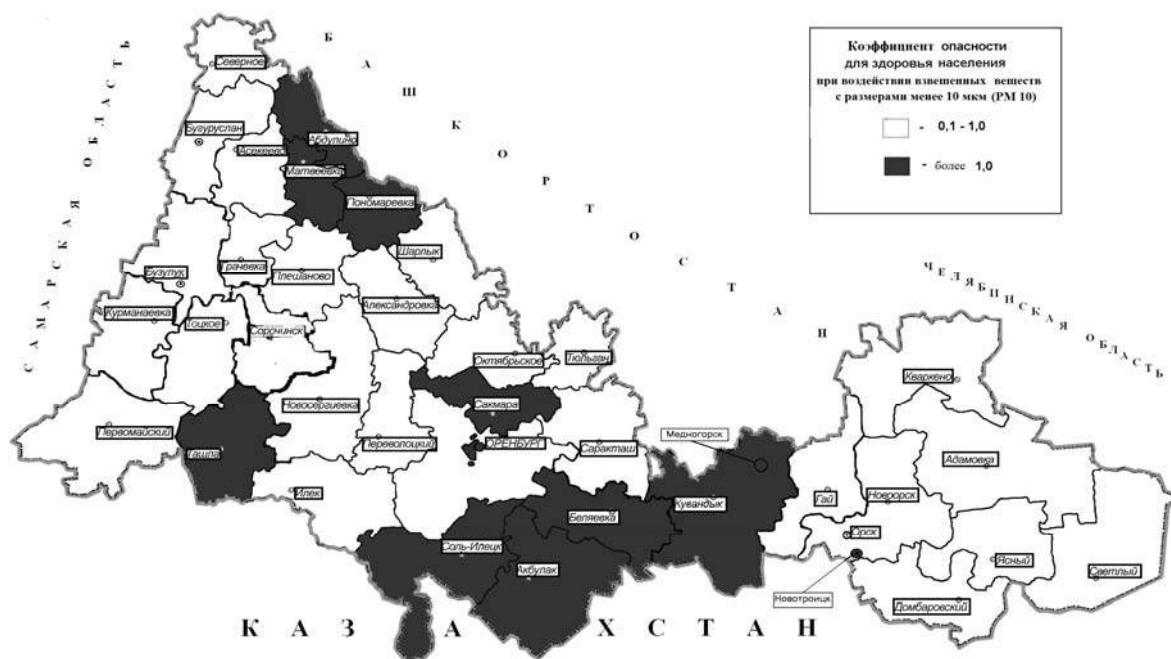 Коэффициент опасности
для здоровья населения
при воздействии взвешенных веществ
с размерами менее 10 мкм (РМ 10)
- 0,1 - 1,0
- более 1,0
САМАРСКАЯ ОБЛАСТЬ
БАШКОРТОСТАН
ЧЕЛЯБИНСКАЯ ОБЛАСТЬ
КАЗАХСТАН
Северное
Бугуруслан
Абдулино
Асекеево
Матвеевка
Пономаревка
Шарлык
Грачевка
Плешаново
Бузулук
Александровка
Курманаевка
Тоцкое
Сорочинск
Октябрьское
Тюльган
Кваркено
Новосергиевка
Сакмара
Первомайский
Переволоцкий
ОРЕНБУРГ
Саракташ
Медногорск
Ташла
Адамовка
Илек
Кувандык
Гай
Новоорск
Беляевка
Орск
Соль-Илецк
Акбулак
Ясный
Светлый
Новотроицк
Домбаровский